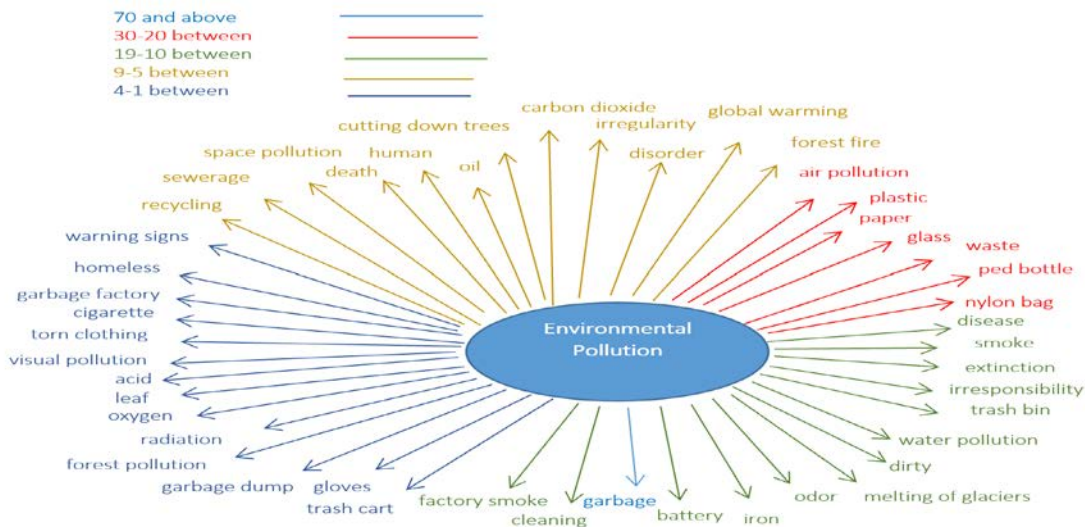 70 and above
30-20 between
19-10 between
9-5 between
4-1 between
carbon dioxide
global warming
cutting down trees
irregularity
forest fire
space pollution
human
oil
disorder
death
air pollution
sewerage
plastic
recycling
paper
warning signs
glass
waste
homeless
ped bottle
garbage factory
nylon bag
cigarette
disease
torn clothing
Environmental
Pollution
smoke
visual pollution
extinction
acid
irresponsibility
leaf
trash bin
oxygen
radiation
water pollution
forest pollution
dirty
garbage dump
gloves
trash cart
factory smoke
cleaning
garbage
battery
iron
odor
melting of glaciers